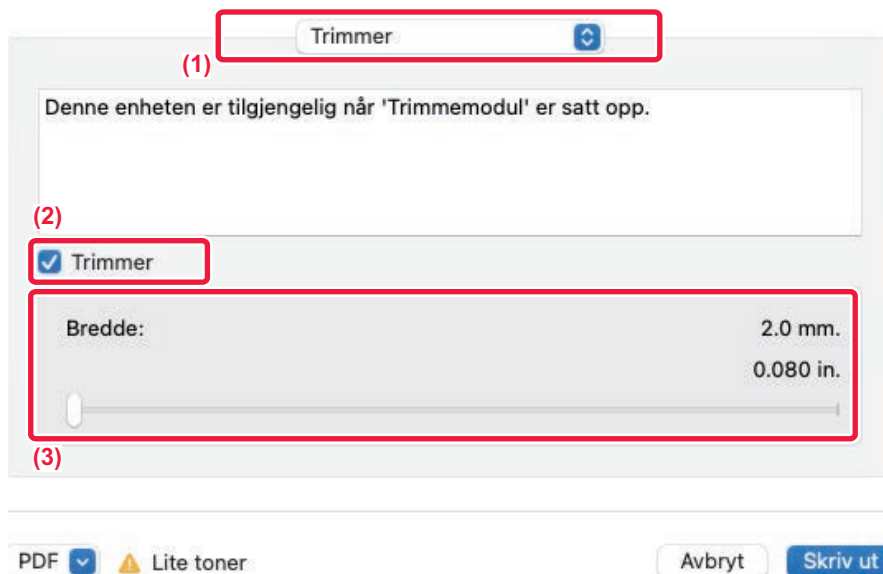 Trimmer
(1)
Denne enheten er tilgjengelig når 'Trimmemodul' er satt opp.
(2)
Trimmer
Bredde: 2.0 mm.
0.080 in.
(3)
PDF Lite toner Avbryt Skriv ut